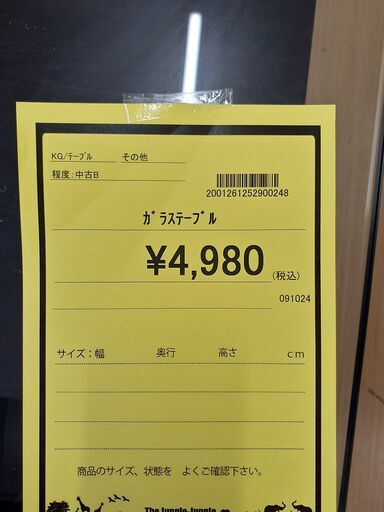 KG/ﾃｰﾌﾞﾙ その他
程度:中古B
2001261252900248
ｶﾞﾗｽﾃｰﾌﾞﾙ
¥4,980(税込)
091024
サイズ:幅 奥行 高さ cm
商品のサイズ、状態を よくご確認下さい。
The Jungle Jungle